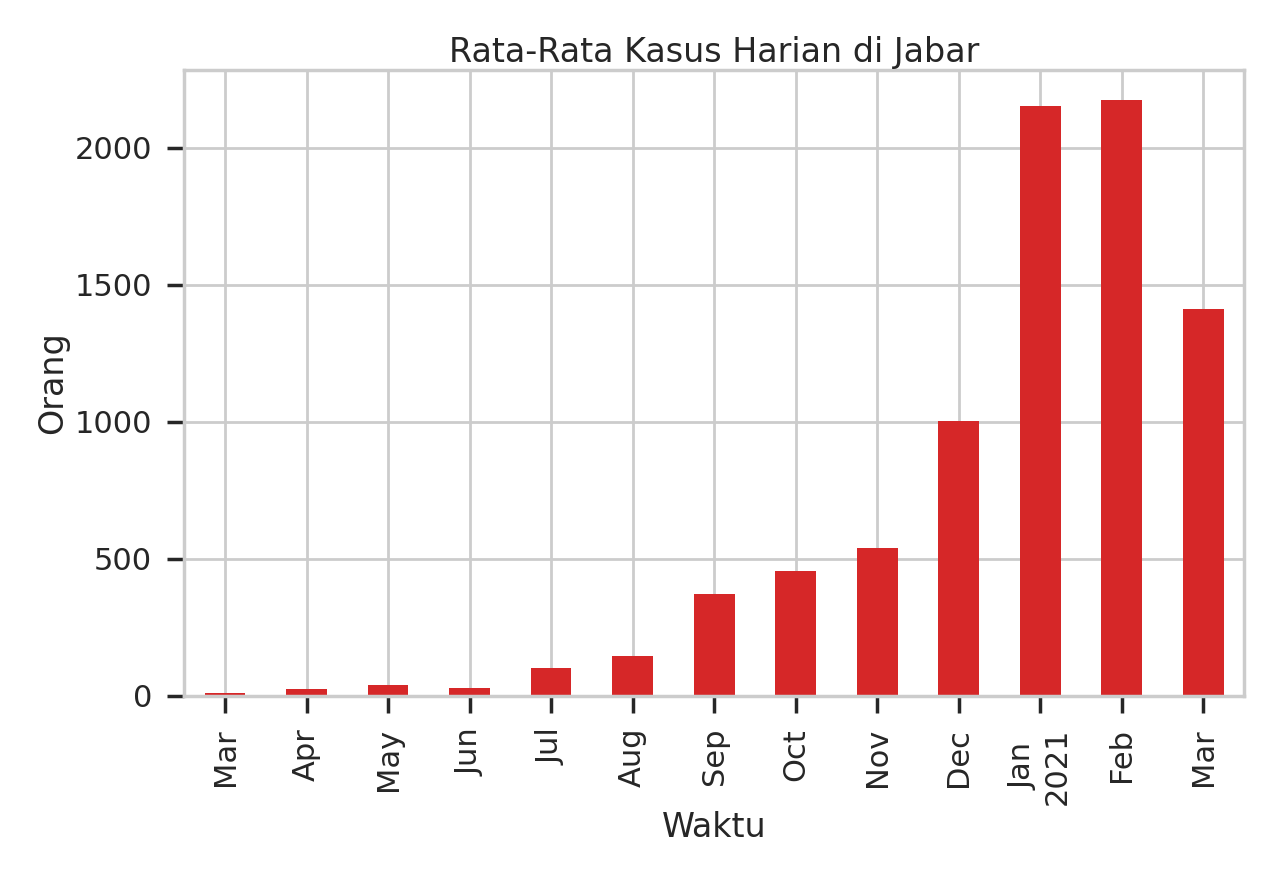 Rata-Rata Kasus Harian di Jabar
Orang
2000
1500
1000
500
0
Mar
Apr
May
Jun
Jul
Aug
Sep
Oct
Nov
Dec
Jan
2021
Feb
Mar
Waktu